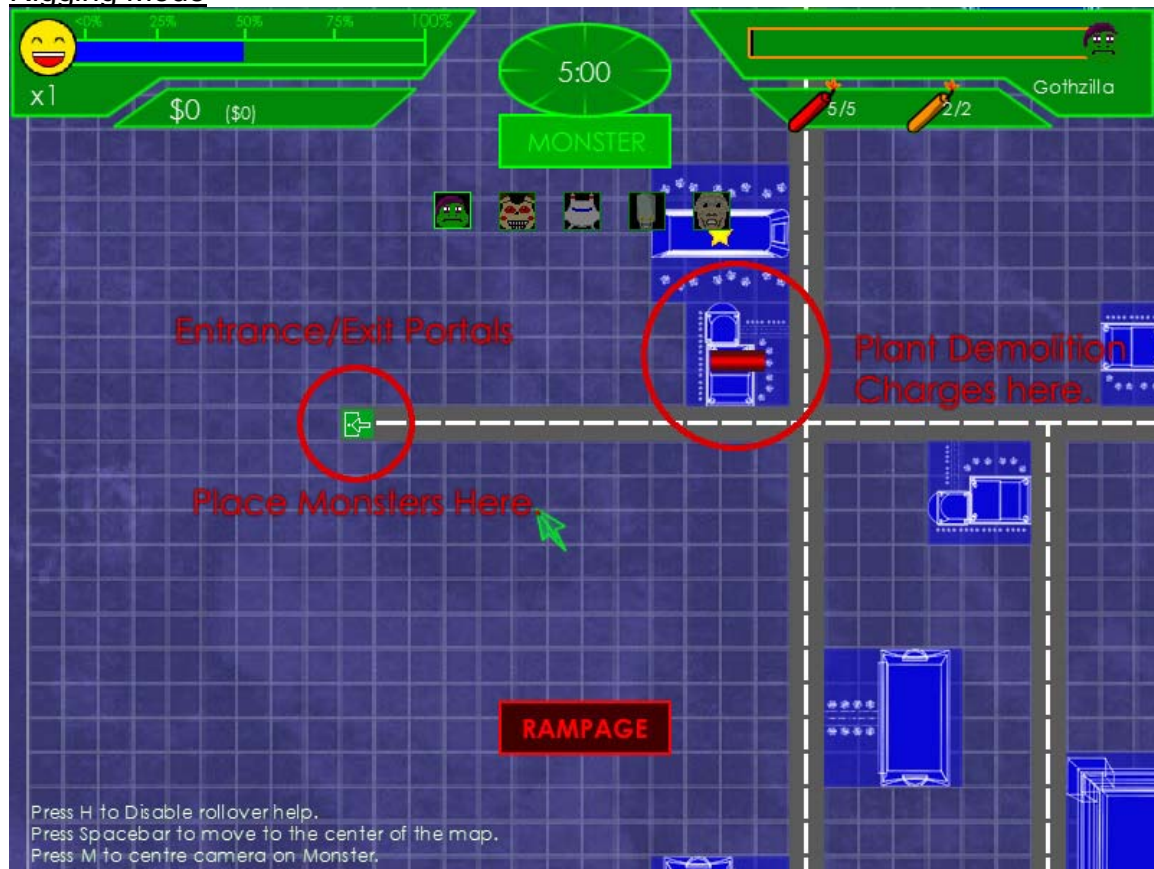 Rigging Mode
<0% 25% 50% 75% 100%
x1
$0 ($0)
5:00
MONSTER
Gothzilla
5/5 2/2
Entrance/Exit Portals
Plant Demolition
Charges here.
Place Monsters Here.
RAMPAGE
Press H to Disable rollover help.
Press Spacebar to move to the center of the map.
Press M to centre camera on Monster.